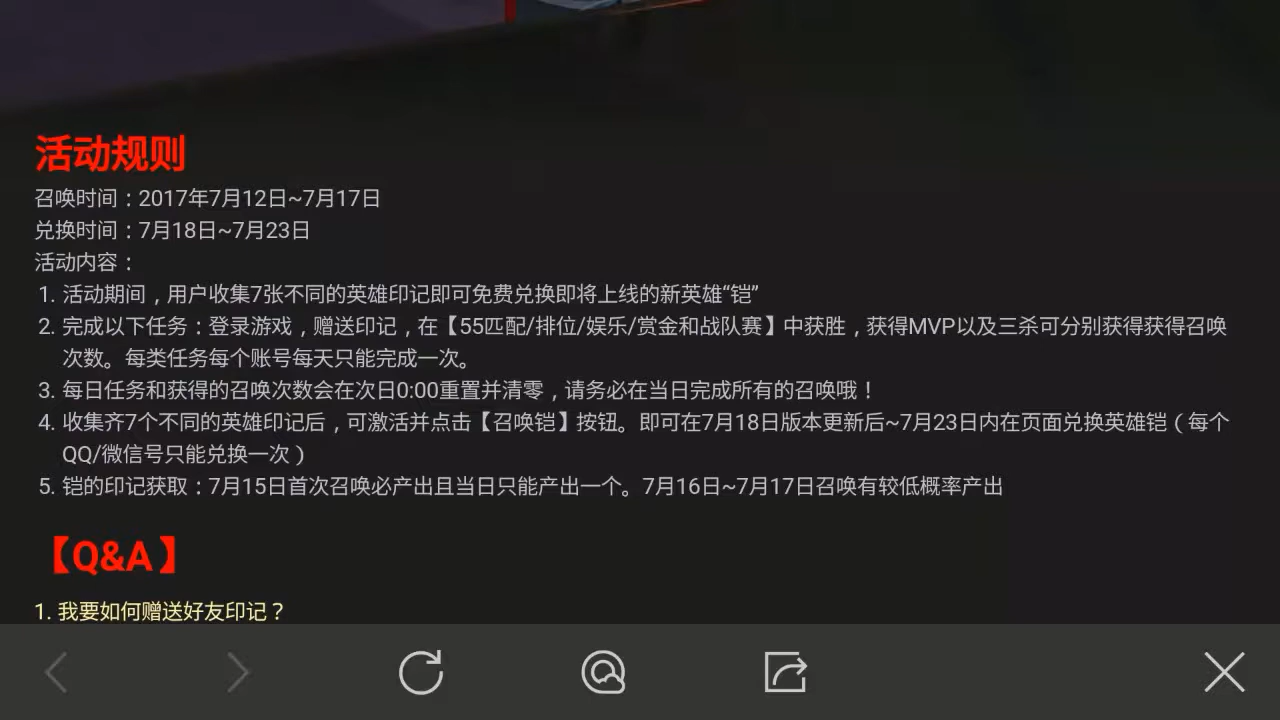 活动规则
召唤时间：2017年7月12日~7月17日
兑换时间：7月18日~7月23日
活动内容：
1. 活动期间，用户收集7张不同的英雄印记即可免费兑换即将上线的新英雄“铠”
2. 完成以下任务：登录游戏，赠送印记，在【55匹配/排位/娱乐/赏金和战队赛】中获胜，获得MVP以及三杀可分别获得获得召唤
次数。每类任务每个账号每天只能完成一次。
3. 每日任务和获得的召唤次数会在次日0:00重置并清零，请务必在当日完成所有的召唤哦！
4. 收集齐7个不同的英雄印记后，可激活并点击【召唤铠】按钮。即可在7月18日版本更新后~7月23日内在页面兑换英雄铠（每个
QQ/微信号只能兑换一次）
5. 铠的印记获取：7月15日首次召唤必产出且当日只能产出一个。7月16日~7月17日召唤有较低概率产出
【Q&A】
1. 我要如何赠送好友印记？